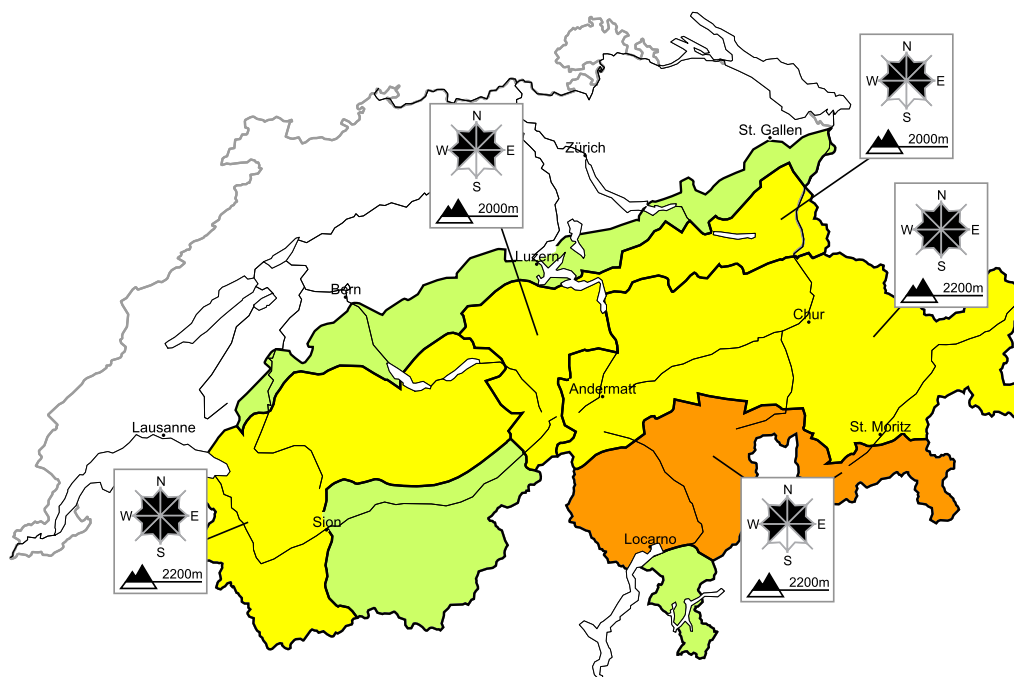 N
W E
S
2000m
St. Gallen
N
W E
S
2000m
Zürich
N
W E
S
2200m
Luzern
Bern
Chur
Andermatt
Lausanne
St. Moritz
N
W E
S
2200m
Sion
N
W E
S
2200m
Locarno